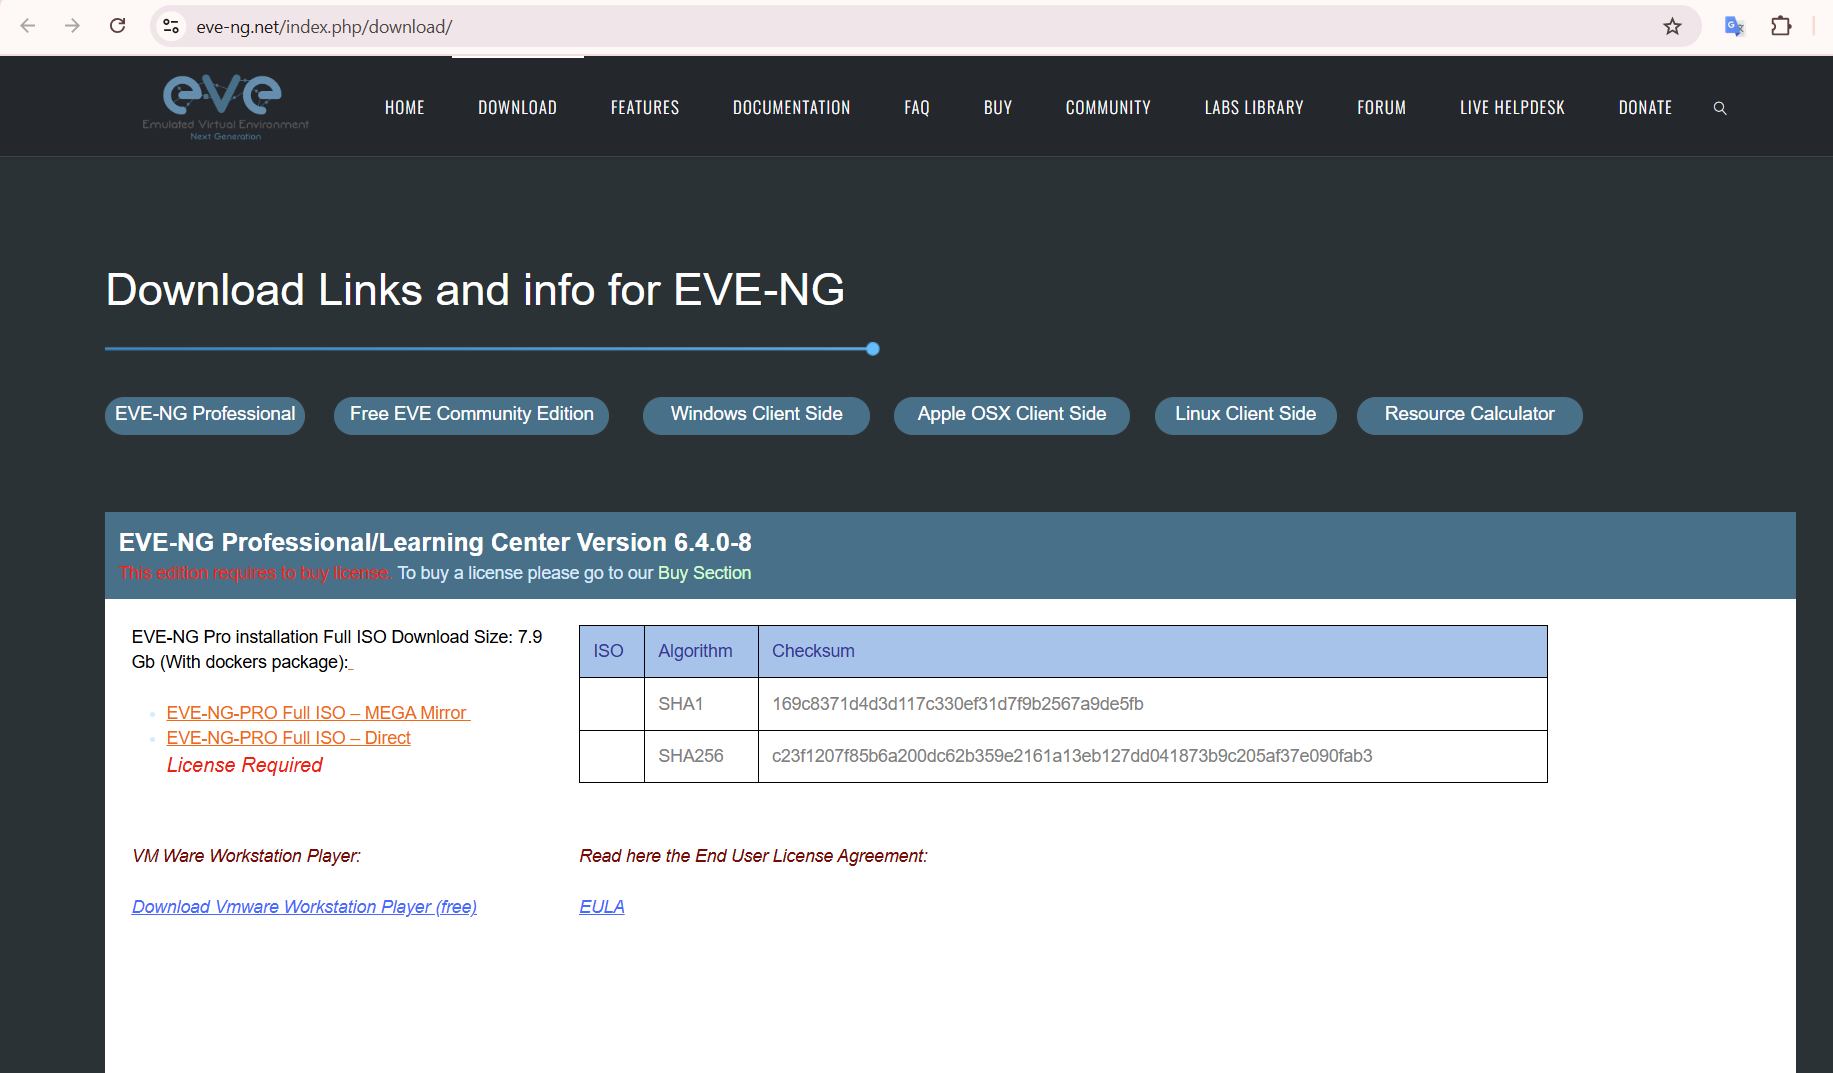 eve-ng.net/index.php/download/
eve
Emulated Virtual Environment
Next Generation
HOME DOWNLOAD FEATURES DOCUMENTATION FAQ BUY COMMUNITY LABS LIBRARY FORUM LIVE HELPDESK DONATE
Download Links and info for EVE-NG
EVE-NG Professional Free EVE Community Edition Windows Client Side Apple OSX Client Side Linux Client Side Resource Calculator
EVE-NG Professional/Learning Center Version 6.4.0-8
This edition requires to buy license. To buy a license please go to our Buy Section
EVE-NG Pro installation Full ISO Download Size: 7.9
Gb (With dockers package):
EVE-NG-PRO Full ISO – MEGA Mirror
EVE-NG-PRO Full ISO – Direct
License Required
ISO Algorithm Checksum
SHA1 169c8371d4d3d117c330ef31d7f9b2567a9de5fb
SHA256 c23f1207f85b6a200dc62b359e2161a13eb127dd041873b9c205af37e090fab3
VM Ware Workstation Player:
Download Vmware Workstation Player (free)
Read here the End User License Agreement:
EULA